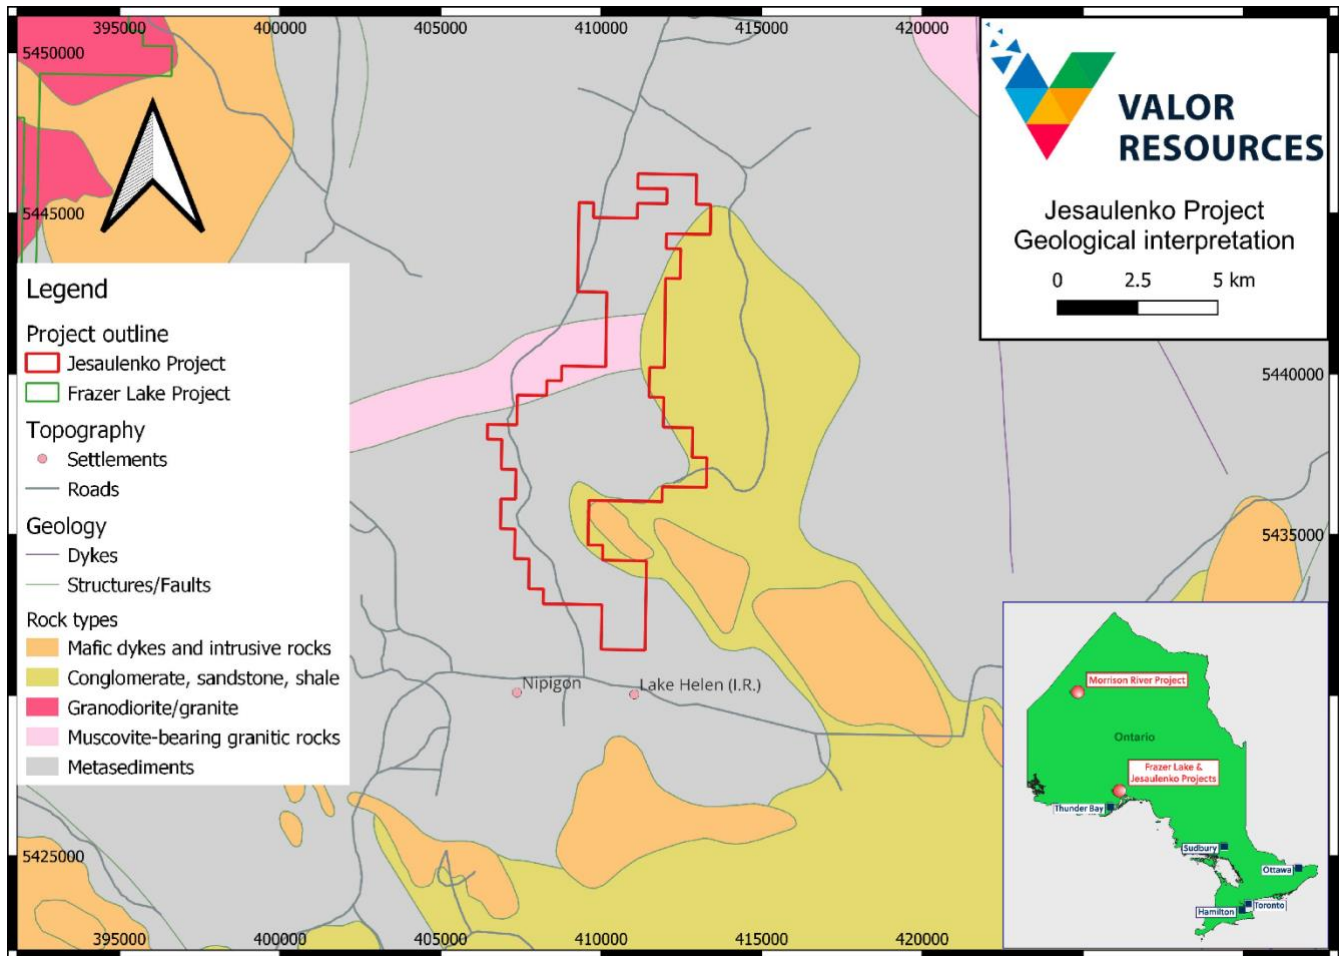 395000
400000
405000
410000
415000
420000
5450000
5445000
5440000
5435000
5425000
VALOR
RESOURCES
Jesaulenko Project
Geological interpretation
0 2.5 5 km
Legend
Project outline
Jesaulenko Project
Frazer Lake Project
Topography
Settlements
Roads
Geology
Dykes
Structures/Faults
Rock types
Mafic dykes and intrusive rocks
Conglomerate, sandstone, shale
Granodiorite/granite
Muscovite-bearing granitic rocks
Metasediments
Nipigon
Lake Helen (I.R.)
Morrison River Project
Ontario
Frazer Lake &
Jesaulenko Projects
Thunder Bay
Sudbury
Ottawa
Toronto
Hamilton
395000
400000
405000
410000
415000
420000